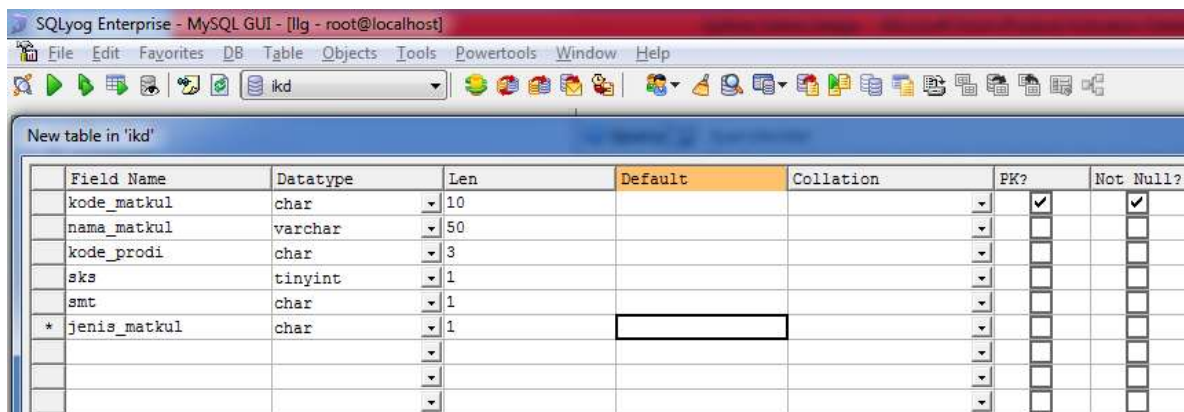 SQLyog Enterprise - MySQL GUI - [llg - root@localhost]
File Edit Favorites DB Table Objects Tools Powertools Window Help
ikd
New table in 'ikd'
Field Name Datatype Len Default Collation PK? Not Null?
kode_matkul char 10
nama_matkul varchar 50
kode_prodi char 3
sks tinyint 1
smt char 1
* jenis_matkul char 1